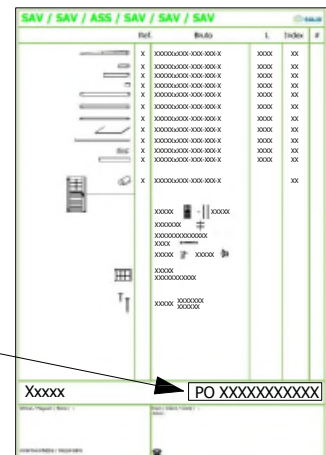 SAV / SAV / ASS / SAV / SAV / SAV
Ref. Bruto L Index #
X XXXXXxXXX-XXX-XXX-X XXXX XX
X XXXXXxXXX-XXX-XXX-X XXXX XX
X XXXXXxXXX-XXX-XXX-X XXXX XX
X XXXXXxXXX-XXX-XXX-X XXXX XX
X XXXXXxXXX-XXX-XXX-X XXXX XX
X XXXXXxXXX-XXX-XXX-X XXXX XX
X XXXXXxXXX-XXX-XXX-X XXXX XX
X XXXXXxXXX-XXX-XXX-X XXXX XX
X XXXXXxXXX-XXX-XXX-X XXXX XX
X XXXXXxXXX-XXX-XXX-X XXXX XX
X XXXXXxXXX-XXX-XXX-X XX
XXXXX - XXXXX
XXXXXXX
XXXXXXXXXXXXXX
XXXX
XXXXX XXXXX
XXXXX
XXXXXXXXXXX
XXXXX XXXXXXX
XXXXXX
Xxxxx PO XXXXXXXXXXX